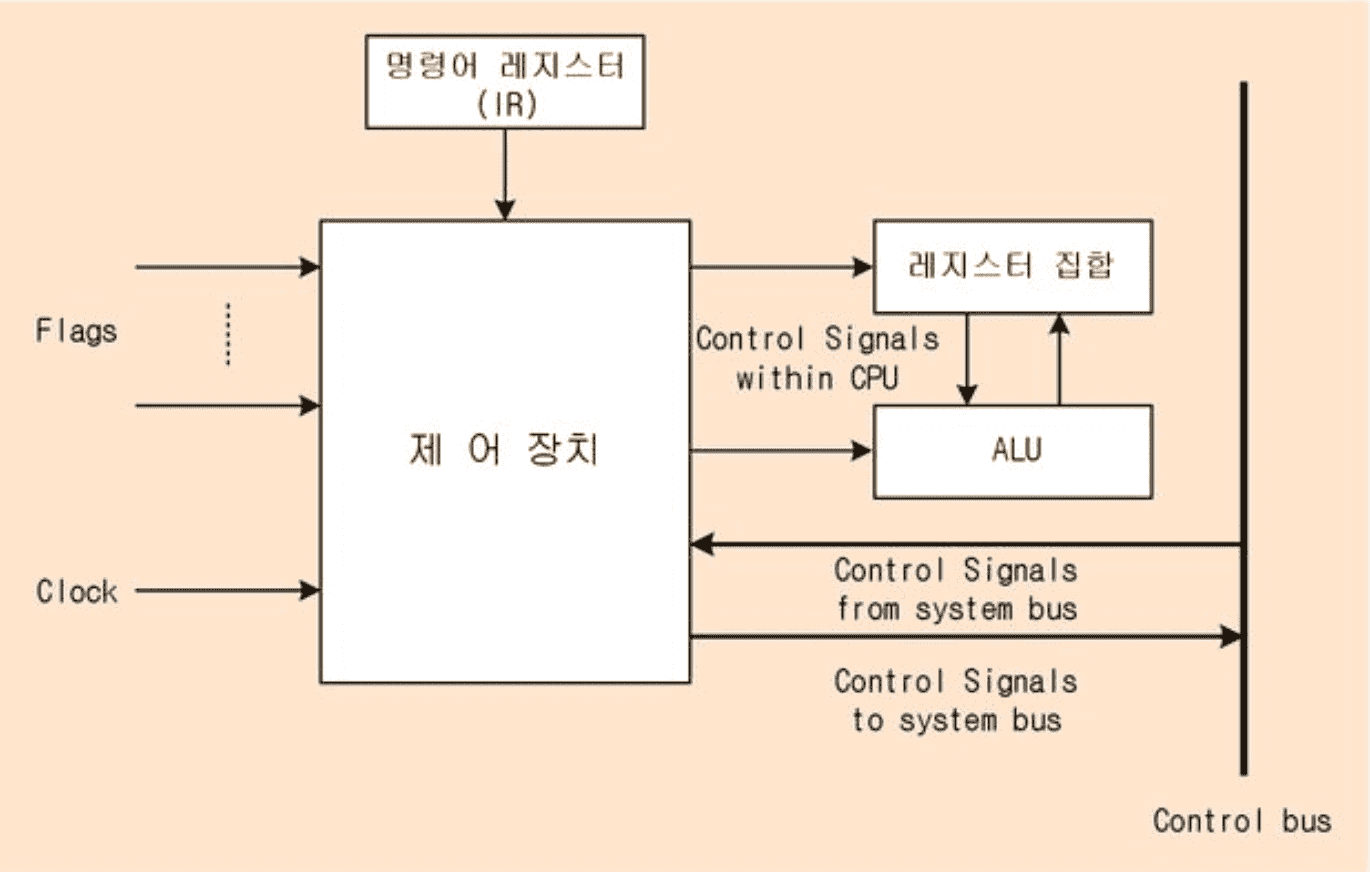 명령어 레지스터
(IR)
레지스터 집합
Flags
Control Signals
within CPU
제 어 장치
ALU
Control Signals
from system bus
Clock
Control Signals
to system bus
Control bus